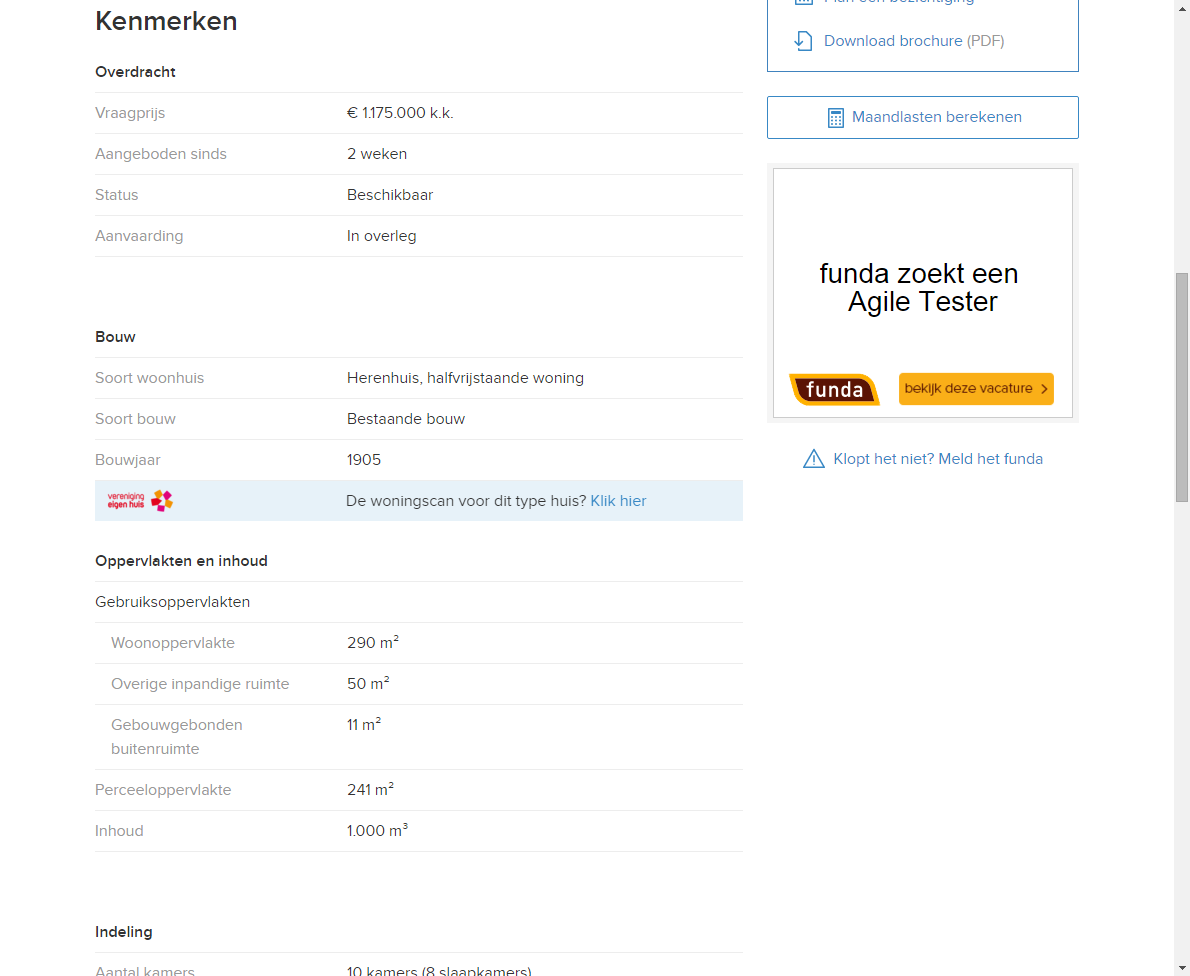 Kenmerken
Overdracht
Vraagprijs € 1.175.000 k.k.
Aangeboden sinds 2 weken
Status Beschikbaar
Aanvaarding In overleg
Bouw
Soort woonhuis Herenhuis, halfvrijstaande woning
Soort bouw Bestaande bouw
Bouwjaar 1905
vereniging
eigen huis
De woningscan voor dit type huis? Klik hier
Oppervlakten en inhoud
Gebruiksoppervlakten
Woonoppervlakte 290 m²
Overige inpandige ruimte 50 m²
Gebouwgebonden 11 m²
buitenruimte
Perceeloppervlakte 241 m²
Inhoud 1.000 m³
Indeling
Aantal kamers 10 kamers (8 slaapkamers)
Plan een bezichtiging
Download brochure (PDF)
Maandlasten berekenen
funda zoekt een
Agile Tester
funda
bekijk deze vacature
Klopt het niet? Meld het funda